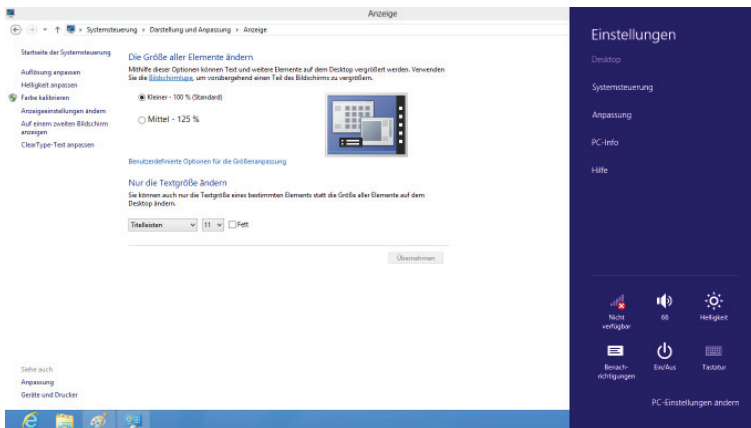 Anzeige
Systemsteuerung ▸ Darstellung und Anpassung ▸ Anzeige
Startseite der Systemsteuerung
Auflösung anpassen
Helligkeit anpassen
Farbe kalibrieren
Anzeigeeinstellungen ändern
Auf einem zweiten Bildschirm
anzeigen
ClearType-Text anpassen
Siehe auch
Anpassung
Geräte und Drucker
Die Größe aller Elemente ändern
Mithilfe dieser Optionen können Text und weitere Elemente auf dem Desktop vergrößert werden. Verwenden
Sie die Bildschirmlupe, um vorübergehend einen Teil des Bildschirms zu vergrößern.
Kleiner - 100 % (Standard)
Mittel - 125 %
Benutzerdefinierte Optionen für die Größenanpassung
Nur die Textgröße ändern
Sie können auch nur die Textgröße eines bestimmten Elements statt die Größe aller Elemente auf dem
Desktop ändern.
Titelleisten 11 Fett
Übernehmen
Einstellungen
Desktop
Systemsteuerung
Anpassung
PC-Info
Hilfe
Nicht
verfügbar
66
Helligkeit
Benach-
richtigungen
Ein/Aus
Tastatur
PC-Einstellungen ändern